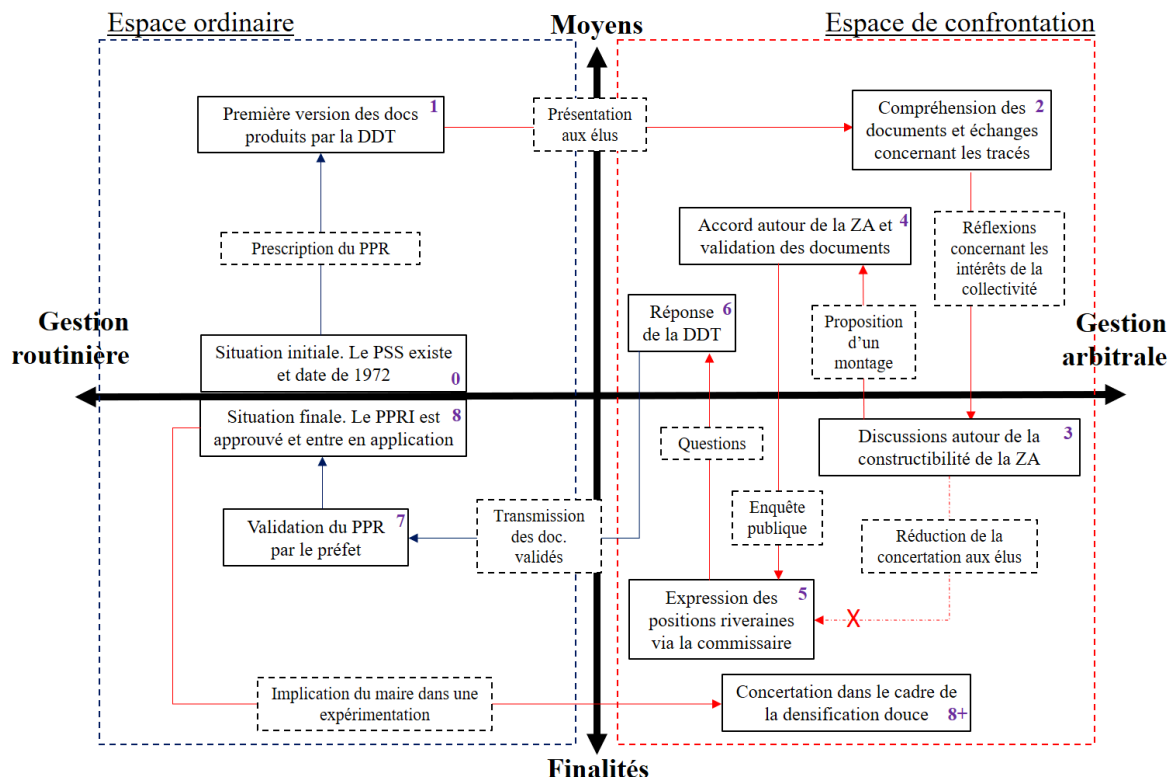 Espace ordinaire
Moyens
Espace de confrontation
Première version des docs
produits par la DDT
1
Présentation
aux élus
Compréhension des
documents et échanges
concernant les tracés
2
Prescription du PPR
Accord autour de la ZA et
validation des documents
4
Réflexions
concernant les
intérêts de la
collectivité
Gestion
routinière
Situation initiale. Le PSS existe
et date de 1972
0
Réponse
de la DDT
6
Proposition
d'un
montage
Gestion
arbitrale
Situation finale. Le PPRI est
approuvé et entre en application
8
Questions
Discussions autour de la
constructibilité de la ZA
3
Validation du PPR
par le préfet
7
Transmission
des doc.
validés
Enquête
publique
Réduction de la
concertation aux élus
Expression des
positions riveraines
via la commissaire
5
X
Implication du maire dans une
expérimentation
Concertation dans le cadre de
la densification douce
8+
Finalités